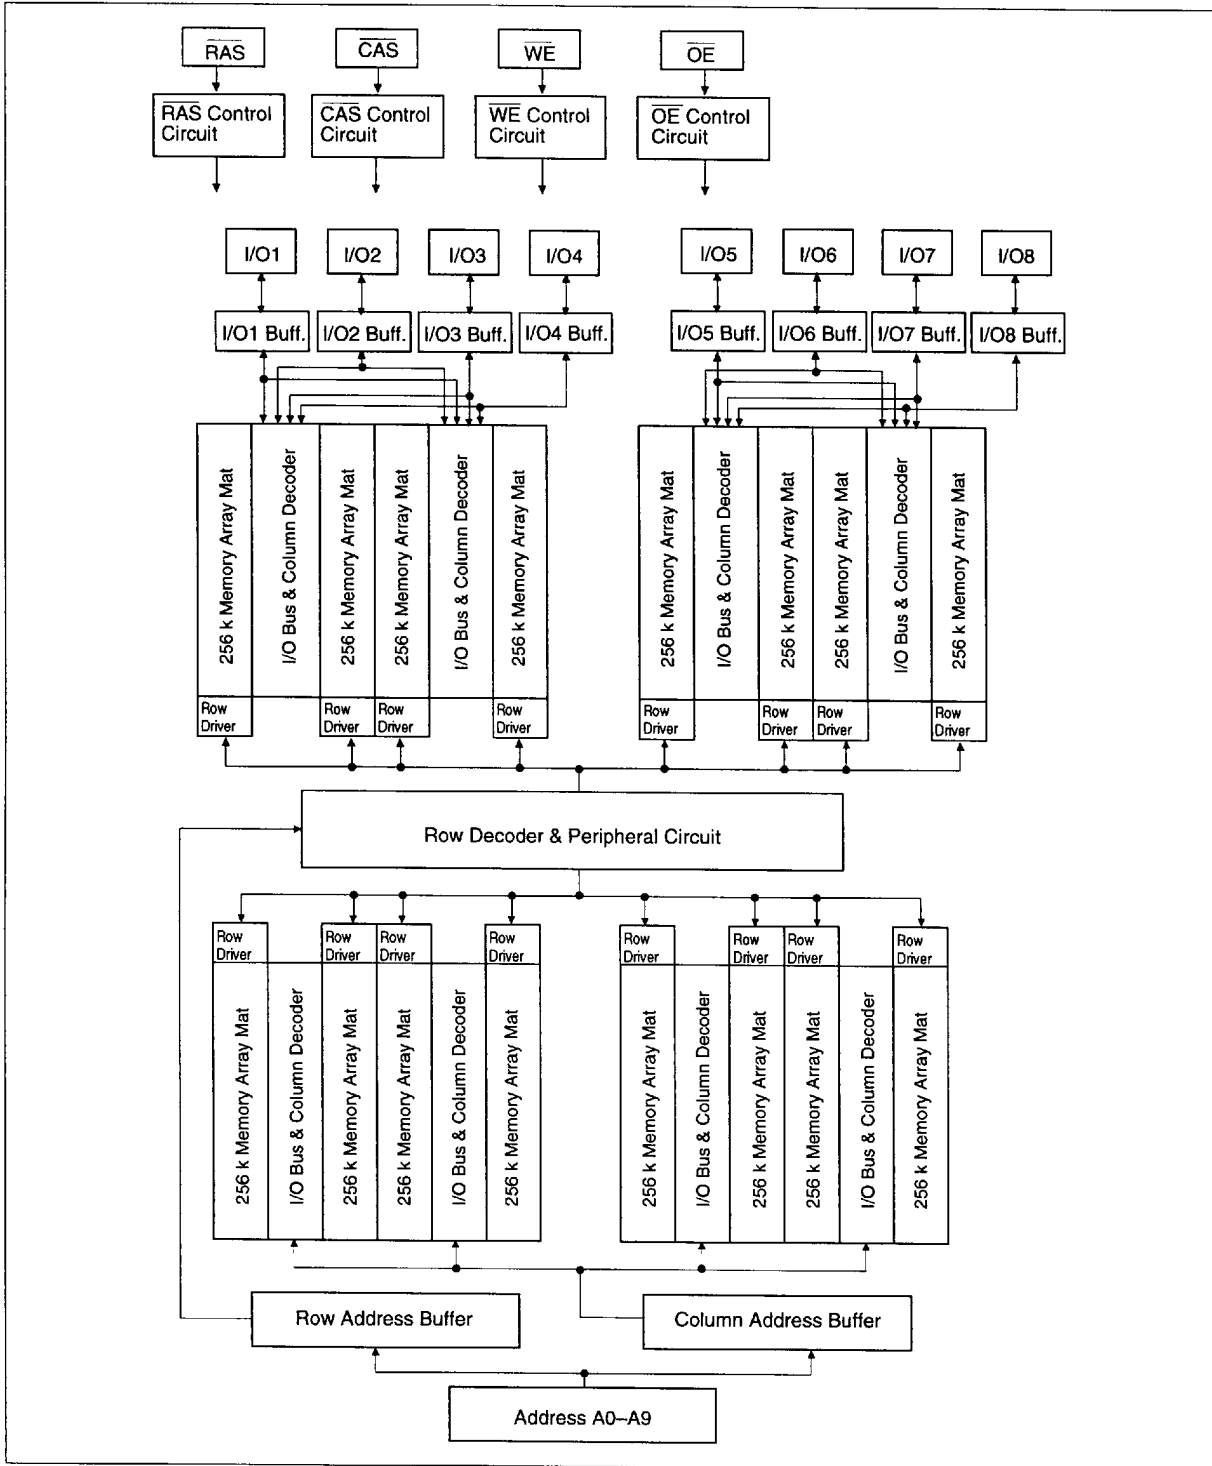 RAS CAS WE OE
RAS Control Circuit
CAS Control Circuit
WE Control Circuit
OE Control Circuit
I/O1 I/O2 I/O3 I/O4 I/O5 I/O6 I/O7 I/O8
I/O1 Buff. I/O2 Buff. I/O3 Buff. I/O4 Buff. I/O5 Buff. I/O6 Buff. I/O7 Buff. I/O8 Buff.
256 k Memory Array Mat
I/O Bus & Column Decoder
256 k Memory Array Mat
256 k Memory Array Mat
I/O Bus & Column Decoder
256 k Memory Array Mat
256 k Memory Array Mat
I/O Bus & Column Decoder
256 k Memory Array Mat
256 k Memory Array Mat
I/O Bus & Column Decoder
256 k Memory Array Mat
Row Driver
Row Driver
Row Driver
Row Driver
Row Driver
Row Driver
Row Driver
Row Driver
Row Decoder & Peripheral Circuit
Row Driver
Row Driver
Row Driver
Row Driver
Row Driver
Row Driver
Row Driver
Row Driver
256 k Memory Array Mat
I/O Bus & Column Decoder
256 k Memory Array Mat
256 k Memory Array Mat
I/O Bus & Column Decoder
256 k Memory Array Mat
256 k Memory Array Mat
I/O Bus & Column Decoder
256 k Memory Array Mat
256 k Memory Array Mat
I/O Bus & Column Decoder
256 k Memory Array Mat
Row Address Buffer
Column Address Buffer
Address A0–A9